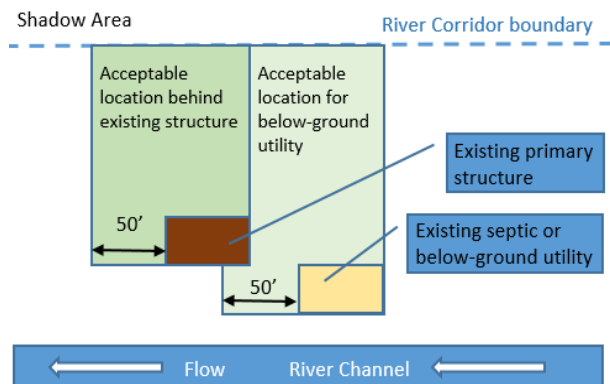 Shadow Area
River Corridor boundary
Acceptable
location behind
existing structure
Acceptable
location for
below-ground
utility
Existing primary
structure
50’
Existing septic or
below-ground utility
50’
Flow
River Channel